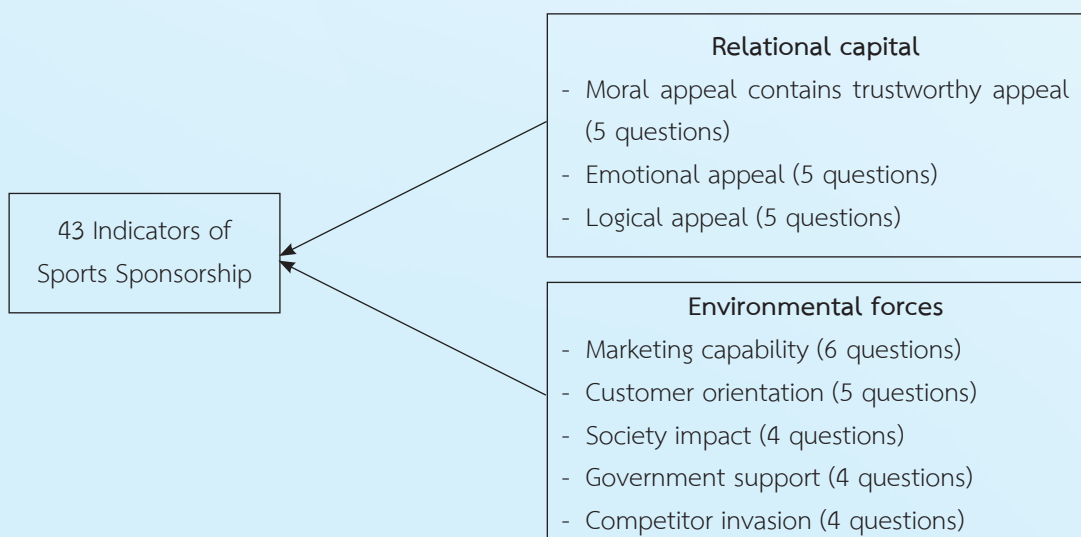 43 Indicators of
Sports Sponsorship
Relational capital
- Moral appeal contains trustworthy appeal
(5 questions)
- Emotional appeal (5 questions)
- Logical appeal (5 questions)
Environmental forces
- Marketing capability (6 questions)
- Customer orientation (5 questions)
- Society impact (4 questions)
- Government support (4 questions)
- Competitor invasion (4 questions)